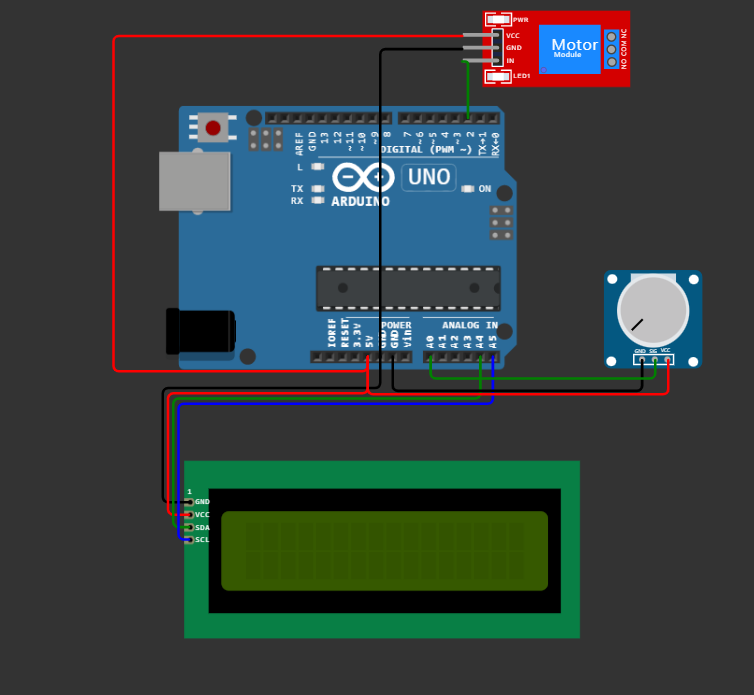 PWR
VCC
GND
IN
LED1
Motor
Module
NO COM NC
AREF
GND
13
12
~11
~10
~9
8
7
~6
~5
4
~3
2
TX→1
RX←0
DIGITAL (PWM ~)
L
TX
RX
ARDUINO
UNO
ON
IOREF
RESET
3.3V
5V
GND
GND
Vin
POWER
ANALOG IN
A0
A1
A2
A3
A4
A5
GND SIG VCC
1
GND
VCC
SDA
SCL